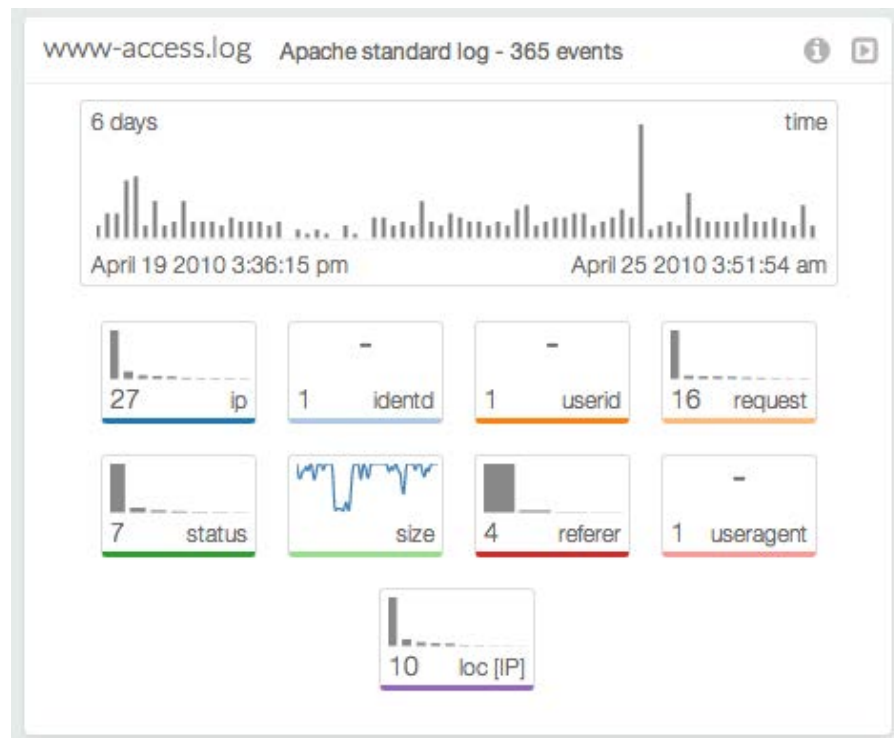 www-access.log Apache standard log - 365 events
6 days time
April 19 2010 3:36:15 pm April 25 2010 3:51:54 am
27 ip
-
1 identd
-
1 userid
16 request
7 status
size
4 referer
-
1 useragent
10 loc [IP]